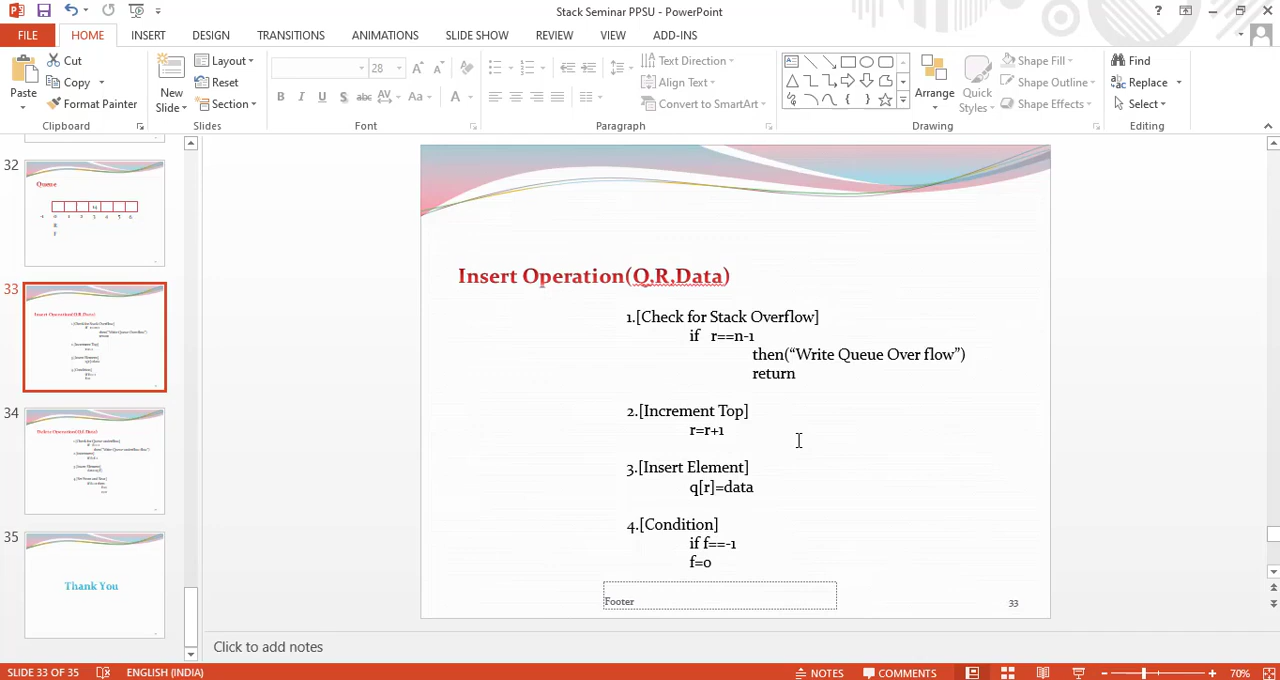 Stack Seminar PPSU - PowerPoint
FILE HOME INSERT DESIGN TRANSITIONS ANIMATIONS SLIDE SHOW REVIEW VIEW ADD-INS
Paste Cut Copy Format Painter Clipboard
New Slide Layout Reset Section Slides
28 B I U S abc AV Aa A Font
Text Direction Align Text Convert to SmartArt Paragraph
Arrange Quick Styles Shape Fill Shape Outline Shape Effects Drawing
Find Replace Select Editing
32
Queue
33
34
35
Thank You
Insert Operation(Q,R,Data)
1.[Check for Stack Overflow]
if r==n-1
then(“Write Queue Over flow”)
return
2.[Increment Top]
r=r+1
3.[Insert Element]
q[r]=data
4.[Condition]
if f==-1
f=0
Footer
33
Click to add notes
SLIDE 33 OF 35 ENGLISH (INDIA) NOTES COMMENTS 70%